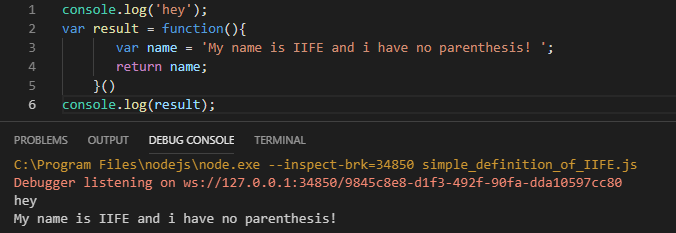 1 console.log('hey');
2 var result = function(){
3 var name = 'My name is IIFE and i have no parenthesis! ';
4 return name;
5 }()
6 console.log(result);
PROBLEMS OUTPUT DEBUG CONSOLE TERMINAL
C:\Program Files\nodejs\node.exe --inspect-brk=34850 simple_definition_of_IIFE.js
Debugger listening on ws://127.0.0.1:34850/9845c8e8-d1f3-492f-90fa-dda10597cc80
hey
My name is IIFE and i have no parenthesis!